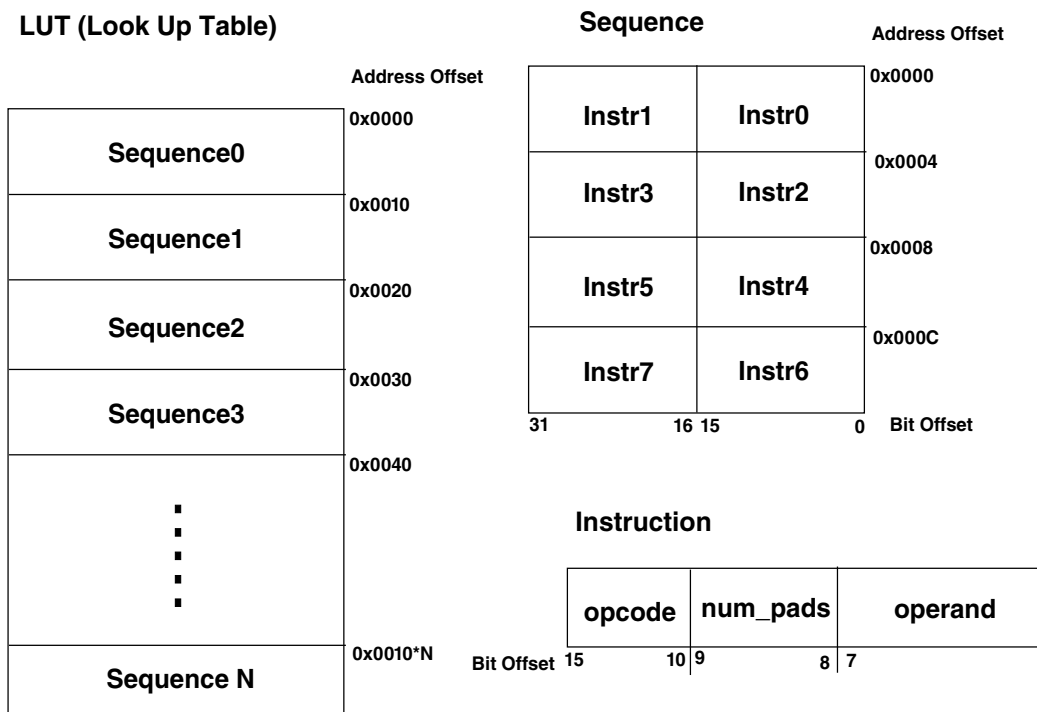 LUT (Look Up Table)
Address Offset
0x0000
Sequence0
0x0010
Sequence1
0x0020
Sequence2
0x0030
Sequence3
0x0040
0x0010*N
Sequence N
Sequence
Address Offset
0x0000
Instr1 Instr0
0x0004
Instr3 Instr2
0x0008
Instr5 Instr4
0x000C
Instr7 Instr6
31 16 15 0 Bit Offset
Instruction
opcode num_pads operand
Bit Offset 15 10 9 8 7